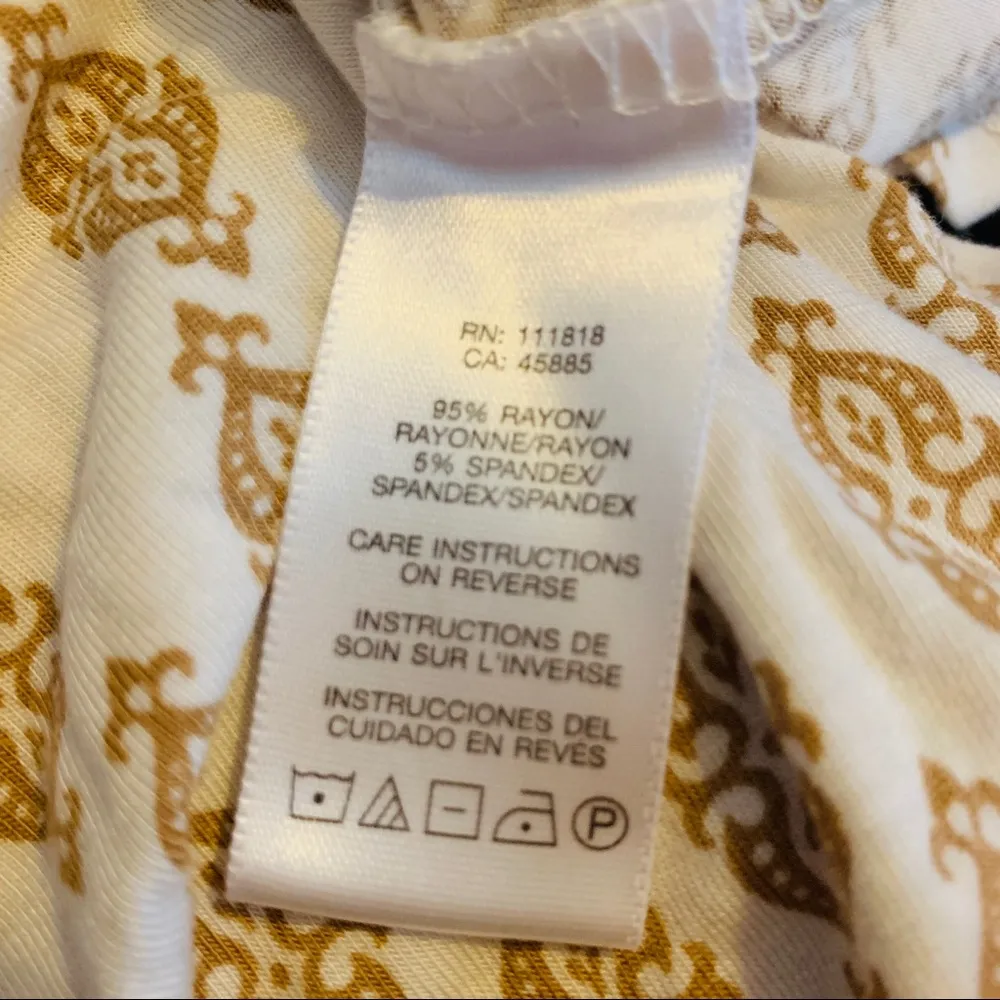 RN: 111818
CA: 45885
95% RAYON/
RAYONNE/RAYON
5% SPANDEX/
SPANDEX/SPANDEX
CARE INSTRUCTIONS
ON REVERSE
INSTRUCTIONS DE
SOIN SUR L'INVERSE
INSTRUCCIONES DEL
CUIDADO EN REVÉS
P